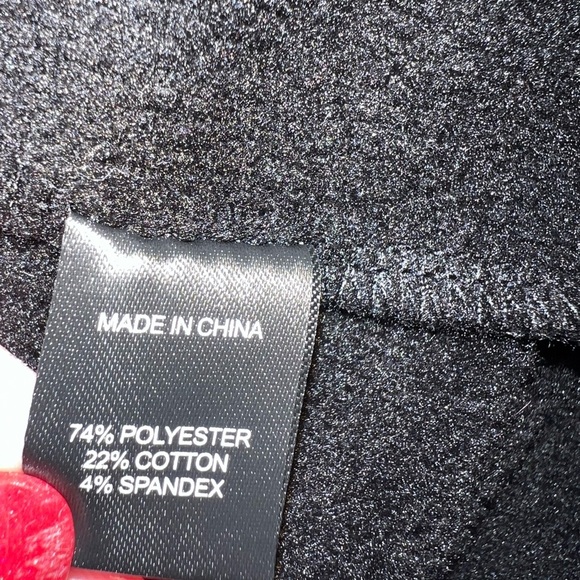 MADE IN CHINA
74% POLYESTER
22% COTTON
4% SPANDEX